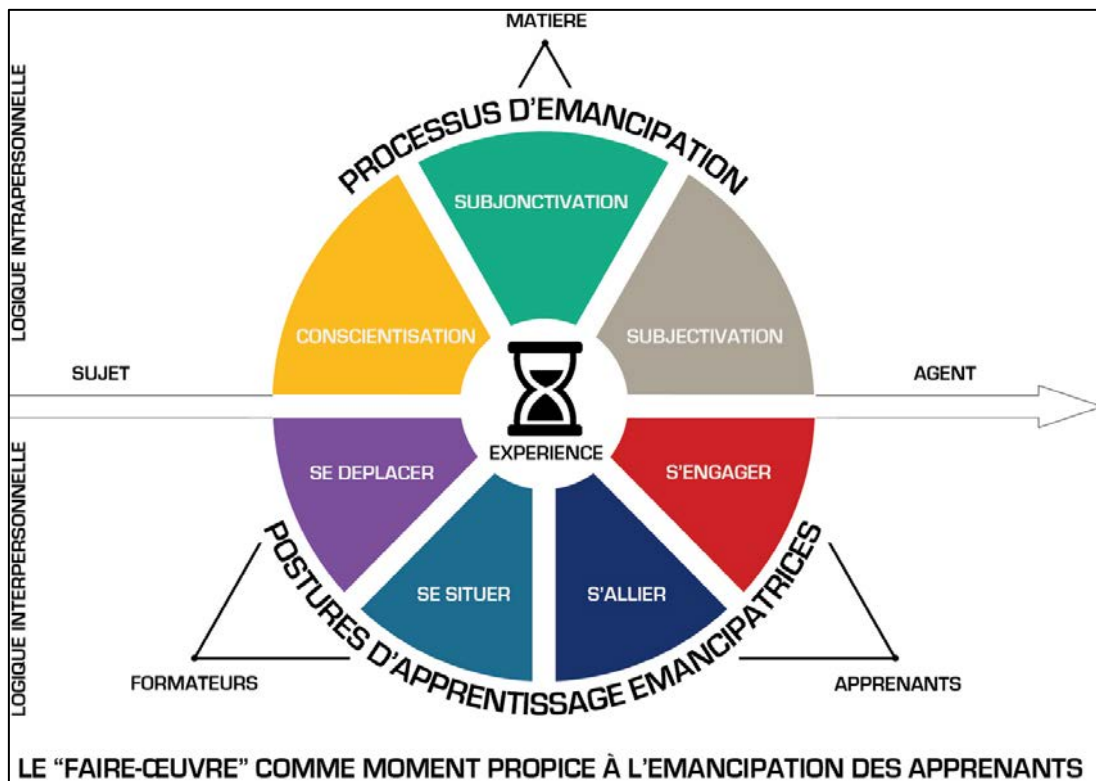 MATIERE
LOGIQUE INTRAPERSONNELLE
PROCESSUS D'EMANCIPATION
SUBJONCTIVATION
CONSCIENTISATION
SUBJECTIVATION
SUJET
AGENT
EXPERIENCE
LOGIQUE INTERPERSONNELLE
SE DEPLACER
S'ENGAGER
SE SITUER
S'ALLIER
POSTURES D'APPRENTISSAGE EMANCIPATRICES
FORMATEURS
APPRENANTS
LE “FAIRE-ŒUVRE” COMME MOMENT PROPICE À L'EMANCIPATION DES APPRENANTS